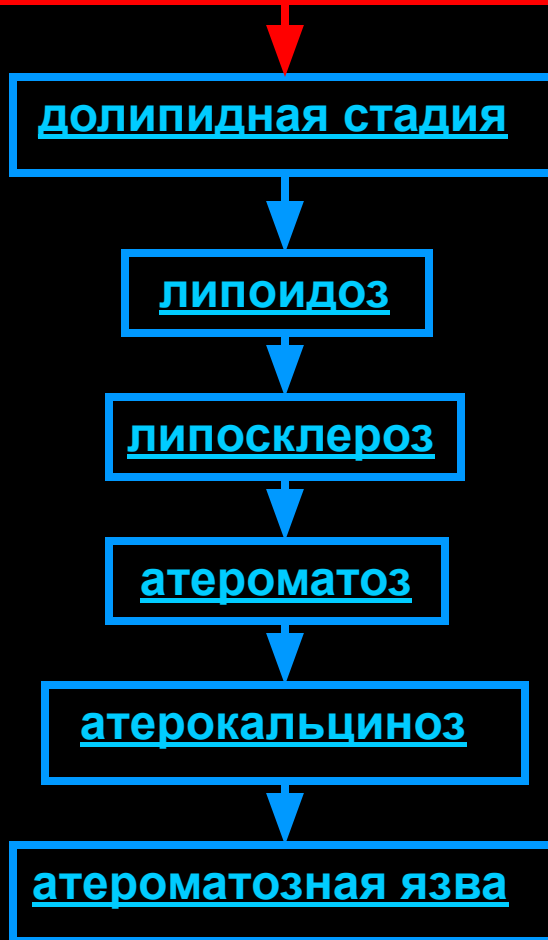 долипидная стадия
липоидоз
липосклероз
атероматоз
атерокальциноз
атероматозная язва